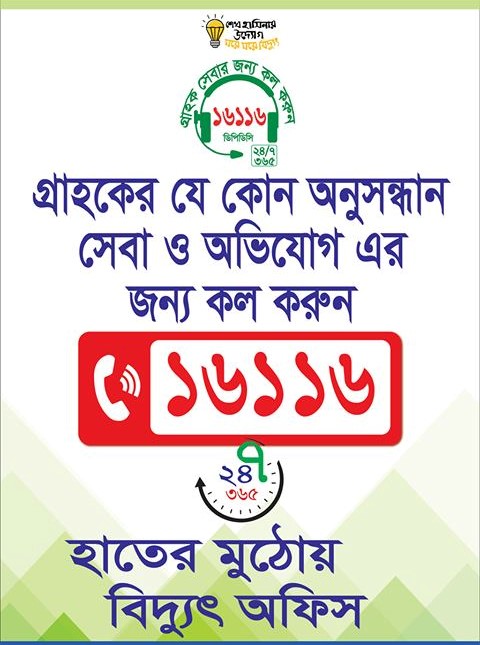 শেখ হাসিনার
উদ্যোগ
ঘরে ঘরে বিদ্যুৎ
গ্রাহক সেবার জন্য কল করুন
১৬১১৬
ডিপিডিসি
২৪/৭
৩৬৫
গ্রাহকের যে কোন অনুসন্ধান
সেবা ও অভিযোগ এর
জন্য কল করুন
১৬১১৬
২৪ ৭
৩৬৫
হাতের মুঠোয়
বিদ্যুৎ অফিস